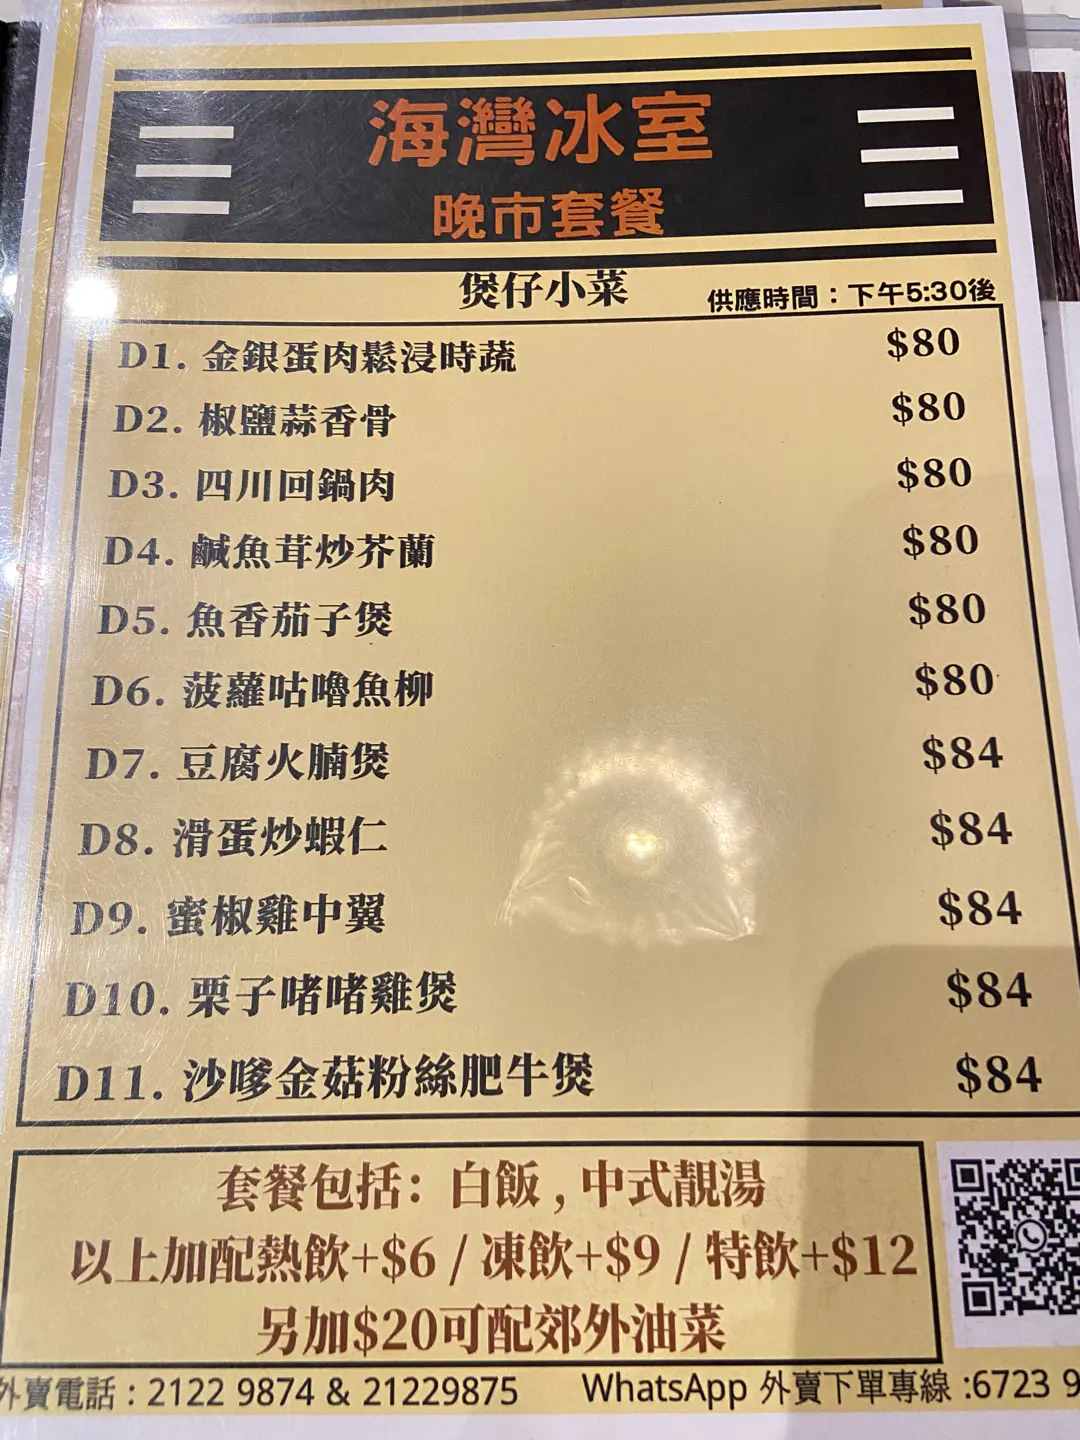 海灣冰室
晚市套餐
煲仔小菜
供應時間：下午5:30後
D1. 金銀蛋肉鬆浸時蔬 $80
D2. 椒鹽蒜香骨 $80
D3. 四川回鍋肉 $80
D4. 鹹魚茸炒芥蘭 $80
D5. 魚香茄子煲 $80
D6. 菠蘿咕嚕魚柳 $80
D7. 豆腐火腩煲 $84
D8. 滑蛋炒蝦仁 $84
D9. 蜜椒雞中翼 $84
D10. 栗子啫啫雞煲 $84
D11. 沙嗲金菇粉絲肥牛煲 $84
套餐包括：白飯，中式靚湯
以上加配熱飲+$6 / 凍飲+$9 / 特飲+$12
另加$20可配郊外油菜
外賣電話：2122 9874 & 21229875 WhatsApp 外賣下單專線 :6723 9